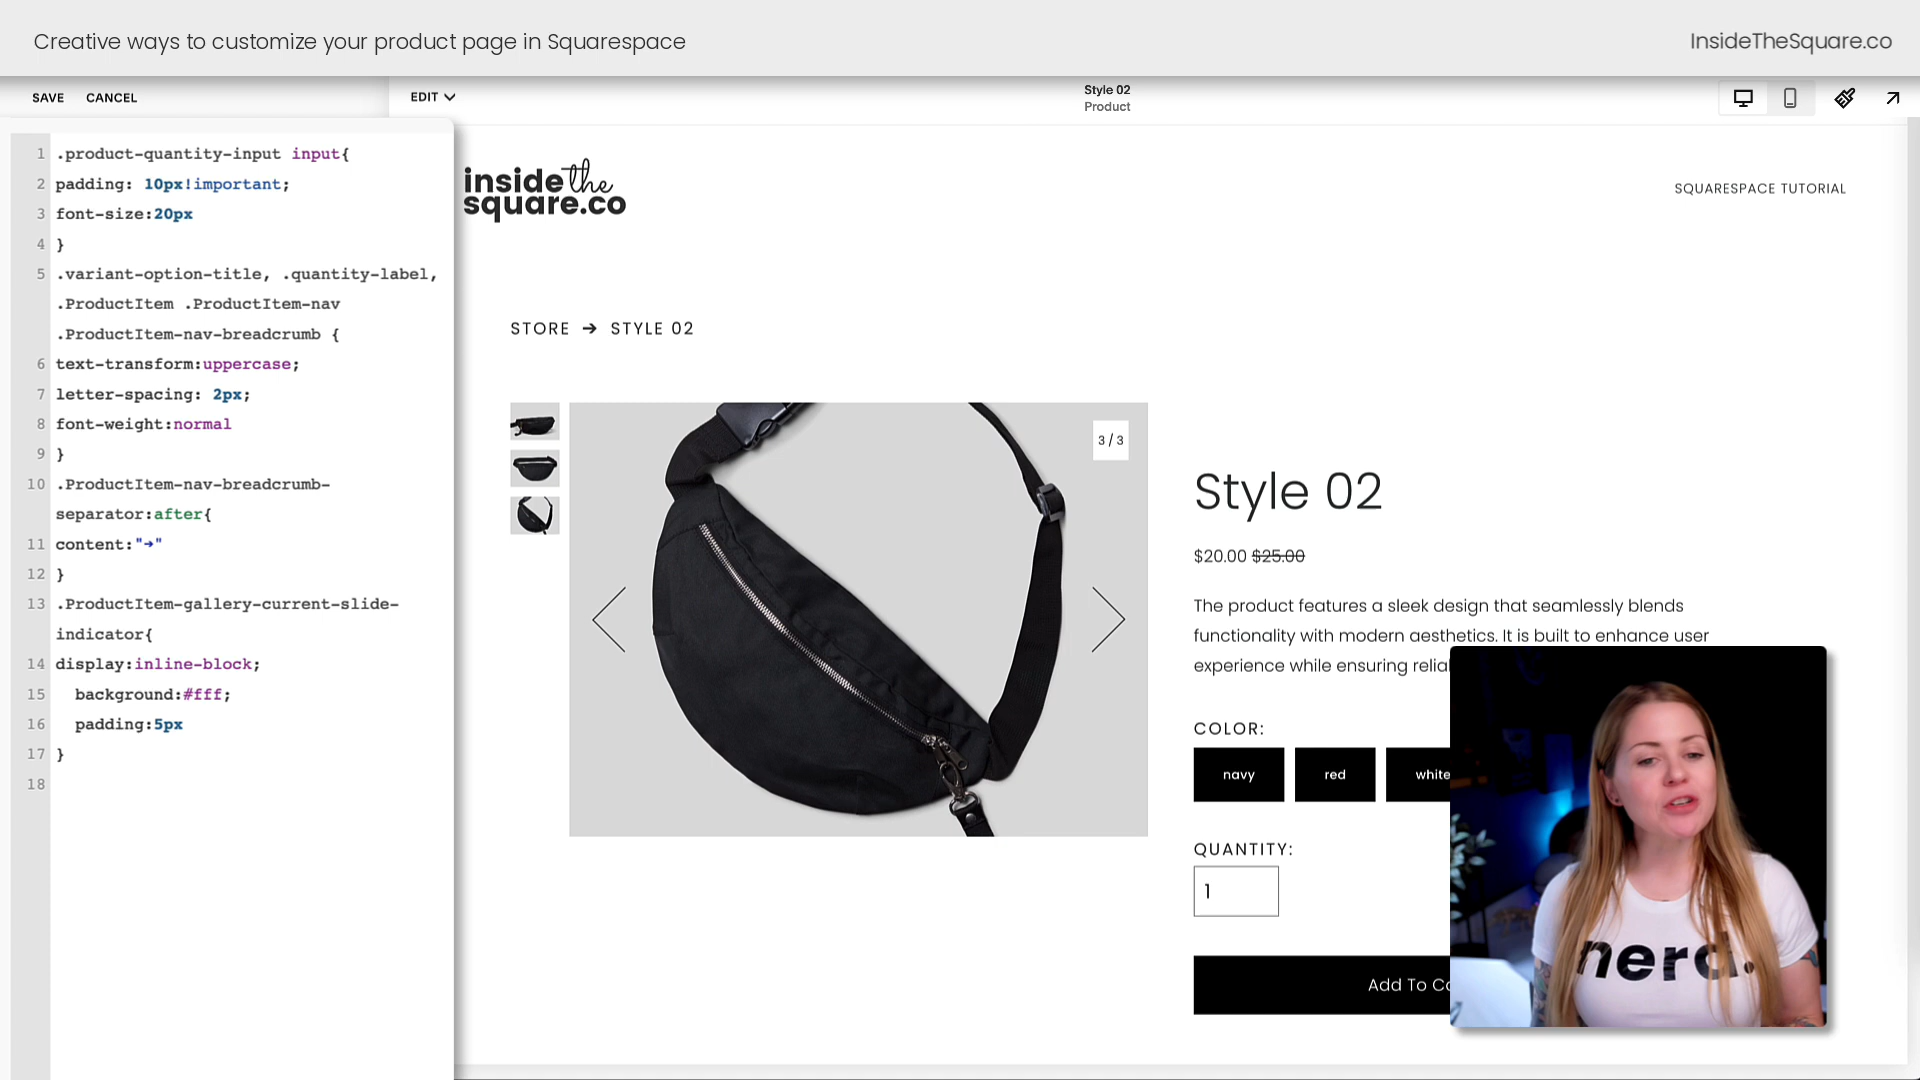 Creative ways to customize your product page in Squarespace
InsideTheSquare.co
SAVE CANCEL
EDIT
Style 02
Product
1 .product-quantity-input input{
2 padding: 10px!important;
3 font-size:20px
4 }
5 .variant-option-title, .quantity-label,
.ProductItem .ProductItem-nav
.ProductItem-nav-breadcrumb {
6 text-transform:uppercase;
7 letter-spacing: 2px;
8 font-weight:normal
9 }
10 .ProductItem-nav-breadcrumb-
separator:after{
11 content:"➔"
12 }
13 .ProductItem-gallery-current-slide-
indicator{
14 display:inline-block;
15 background:#fff;
16 padding:5px
17 }
18
inside the
square.co
SQUARESPACE TUTORIAL
STORE ➔ STYLE 02
3 / 3
Style 02
$20.00 $25.00
The product features a sleek design that seamlessly blends
functionality with modern aesthetics. It is built to enhance user
experience while ensuring relia
COLOR:
navy red white
QUANTITY:
1
Add To Ca
nerd.